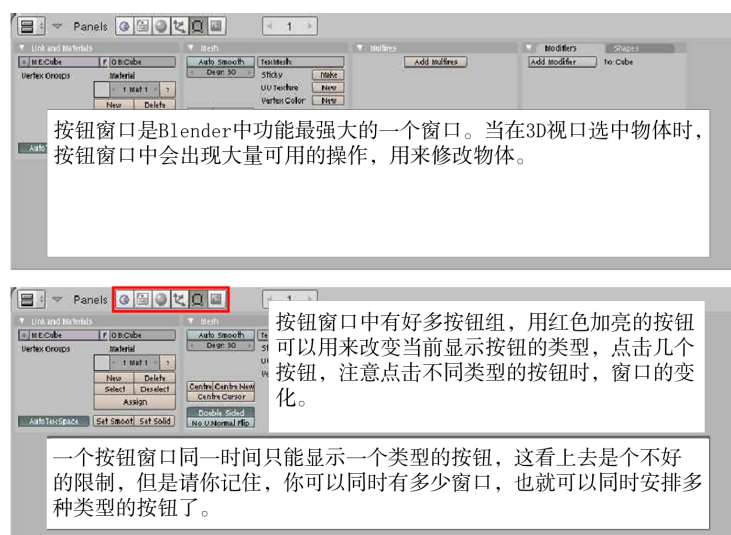 Panels 1
Link and Materials Mesh Multires Modifiers Shapes
ME:Cube F OB:Cube Auto Smooth TexMesh: Add Multires Add Modifier To: Cube
Vertex Groups Material Degr: 30 Sticky Make
1 Mat 1 ? UV Texture New
New Delete Vertex Color New
按钮窗口是Blender中功能最强大的一个窗口。当在3D视口选中物体时，
按钮窗口中会出现大量可用的操作，用来修改物体。
Panels 1
Link and Materials Mesh
ME:Cube F OB:Cube Auto Smooth
Vertex Groups Material Degr: 30
1 Mat 1 ?
New Delete
Select Deselect Centre Centre New
Assign Centre Cursor
Double Sided
AutoTexSpace Set Smoot Set Solid No V.Normal Flip
按钮窗口中有好多按钮组，用红色加亮的按钮
可以用来改变当前显示按钮的类型，点击几个
按钮，注意点击不同类型的按钮时，窗口的变
化。
一个按钮窗口同一时间只能显示一个类型的按钮，这看上去是个不好
的限制，但是请你记住，你可以同时有多少窗口，也就可以同时安排多
种类型的按钮了。